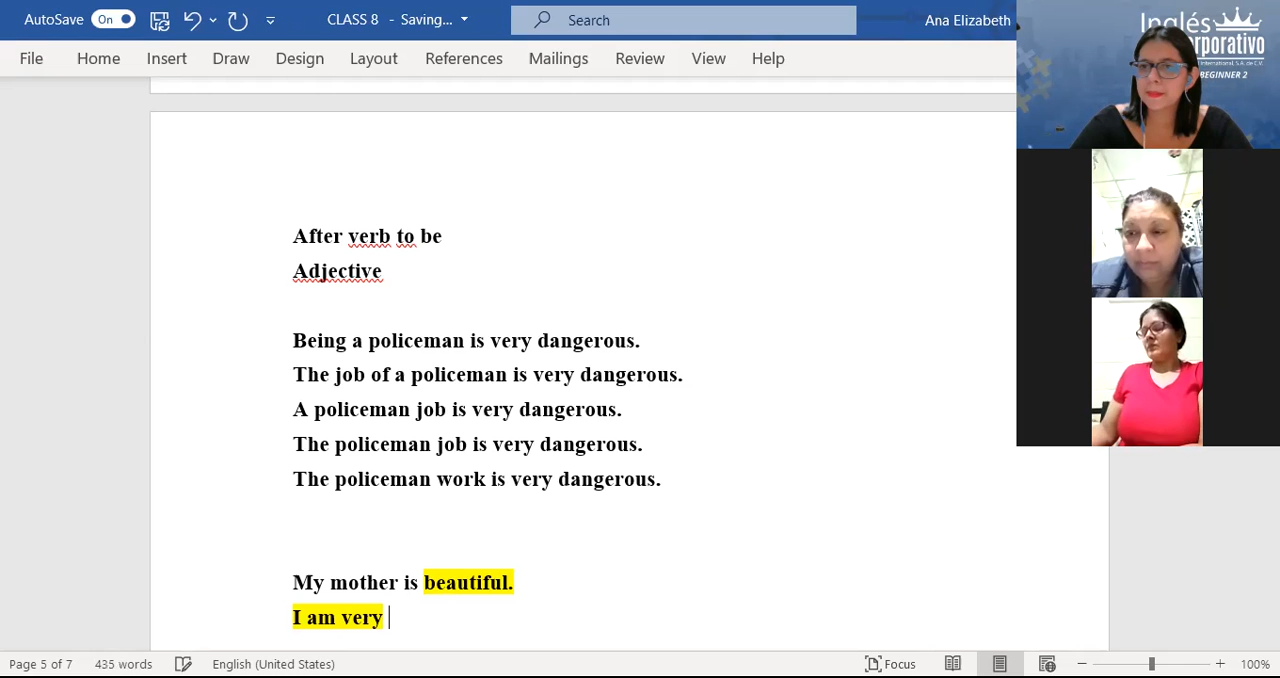 AutoSave On CLASS 8 - Saving... Search Ana Elizabeth
File Home Insert Draw Design Layout References Mailings Review View Help
Inglés
orporativo
International, S.A. de C.V.
BEGINNER 2
After verb to be
Adjective
Being a policeman is very dangerous.
The job of a policeman is very dangerous.
A policeman job is very dangerous.
The policeman job is very dangerous.
The policeman work is very dangerous.
My mother is beautiful.
I am very
Page 5 of 7 435 words English (United States) Focus 100%